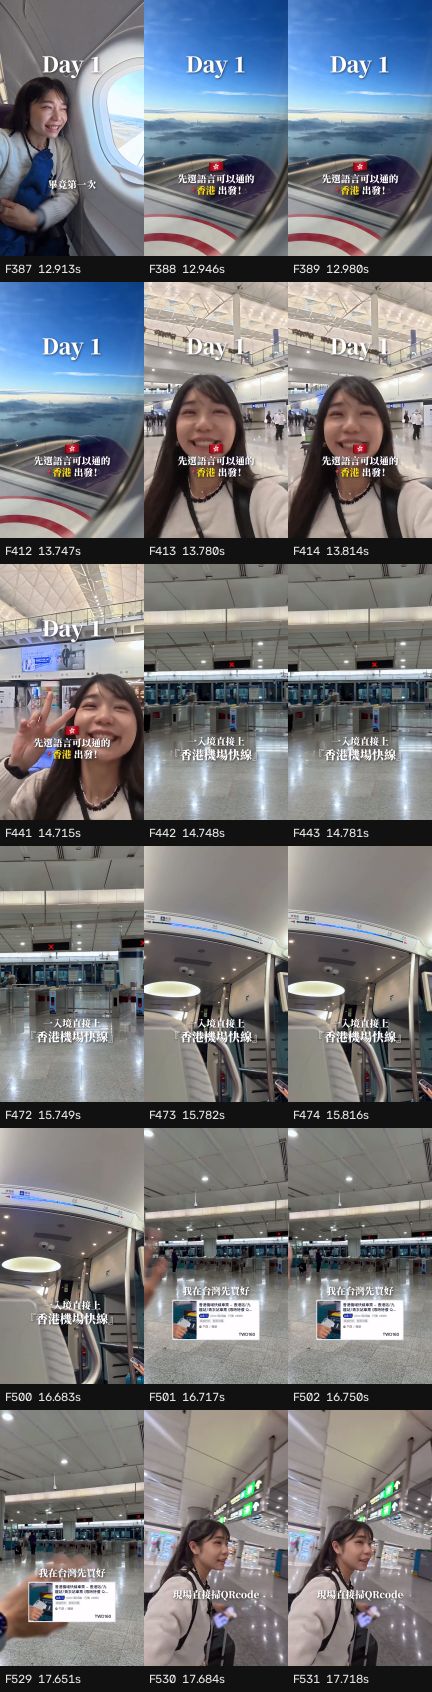 Day 1
畢竟第一次
F387 12.913s
Day 1
先選語言可以通的
香港 出發!
F388 12.946s
Day 1
先選語言可以通的
香港 出發!
F389 12.980s
Day 1
先選語言可以通的
香港 出發!
F412 13.747s
Day 1
先選語言可以通的
香港 出發!
F413 13.780s
Day 1
先選語言可以通的
香港 出發!
F414 13.814s
Day 1
先選語言可以通的
香港 出發!
F441 14.715s
一入境直接上
『香港機場快線』
F442 14.748s
一入境直接上
『香港機場快線』
F443 14.781s
一入境直接上
『香港機場快線』
F472 15.749s
一入境直接上
『香港機場快線』
F473 15.782s
一入境直接上
『香港機場快線』
F474 15.816s
一入境直接上
『香港機場快線』
F500 16.683s
我在台灣先買好
TWD160
F501 16.717s
我在台灣先買好
TWD160
F502 16.750s
我在台灣先買好
TWD160
F529 17.651s
現場直接掃QRcode
F530 17.684s
現場直接掃QRcode
F531 17.718s